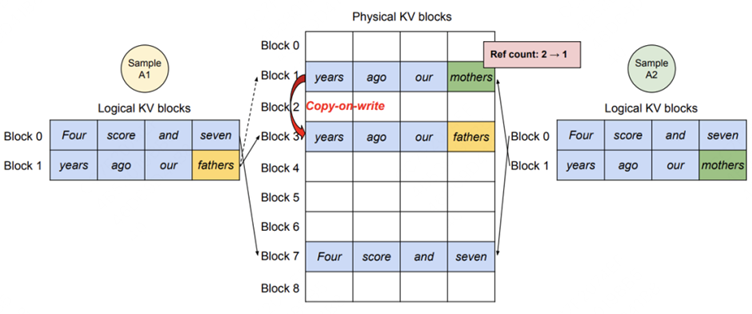 Physical KV blocks
Sample A1
Logical KV blocks
Block 0 Four score and seven
Block 1 years ago our fathers
Block 0
Block 1 years ago our mothers
Ref count: 2 → 1
Block 2 Copy-on-write
Block 3 years ago our fathers
Block 4
Block 5
Block 6
Block 7 Four score and seven
Block 8
Sample A2
Logical KV blocks
Block 0 Four score and seven
Block 1 years ago our mothers